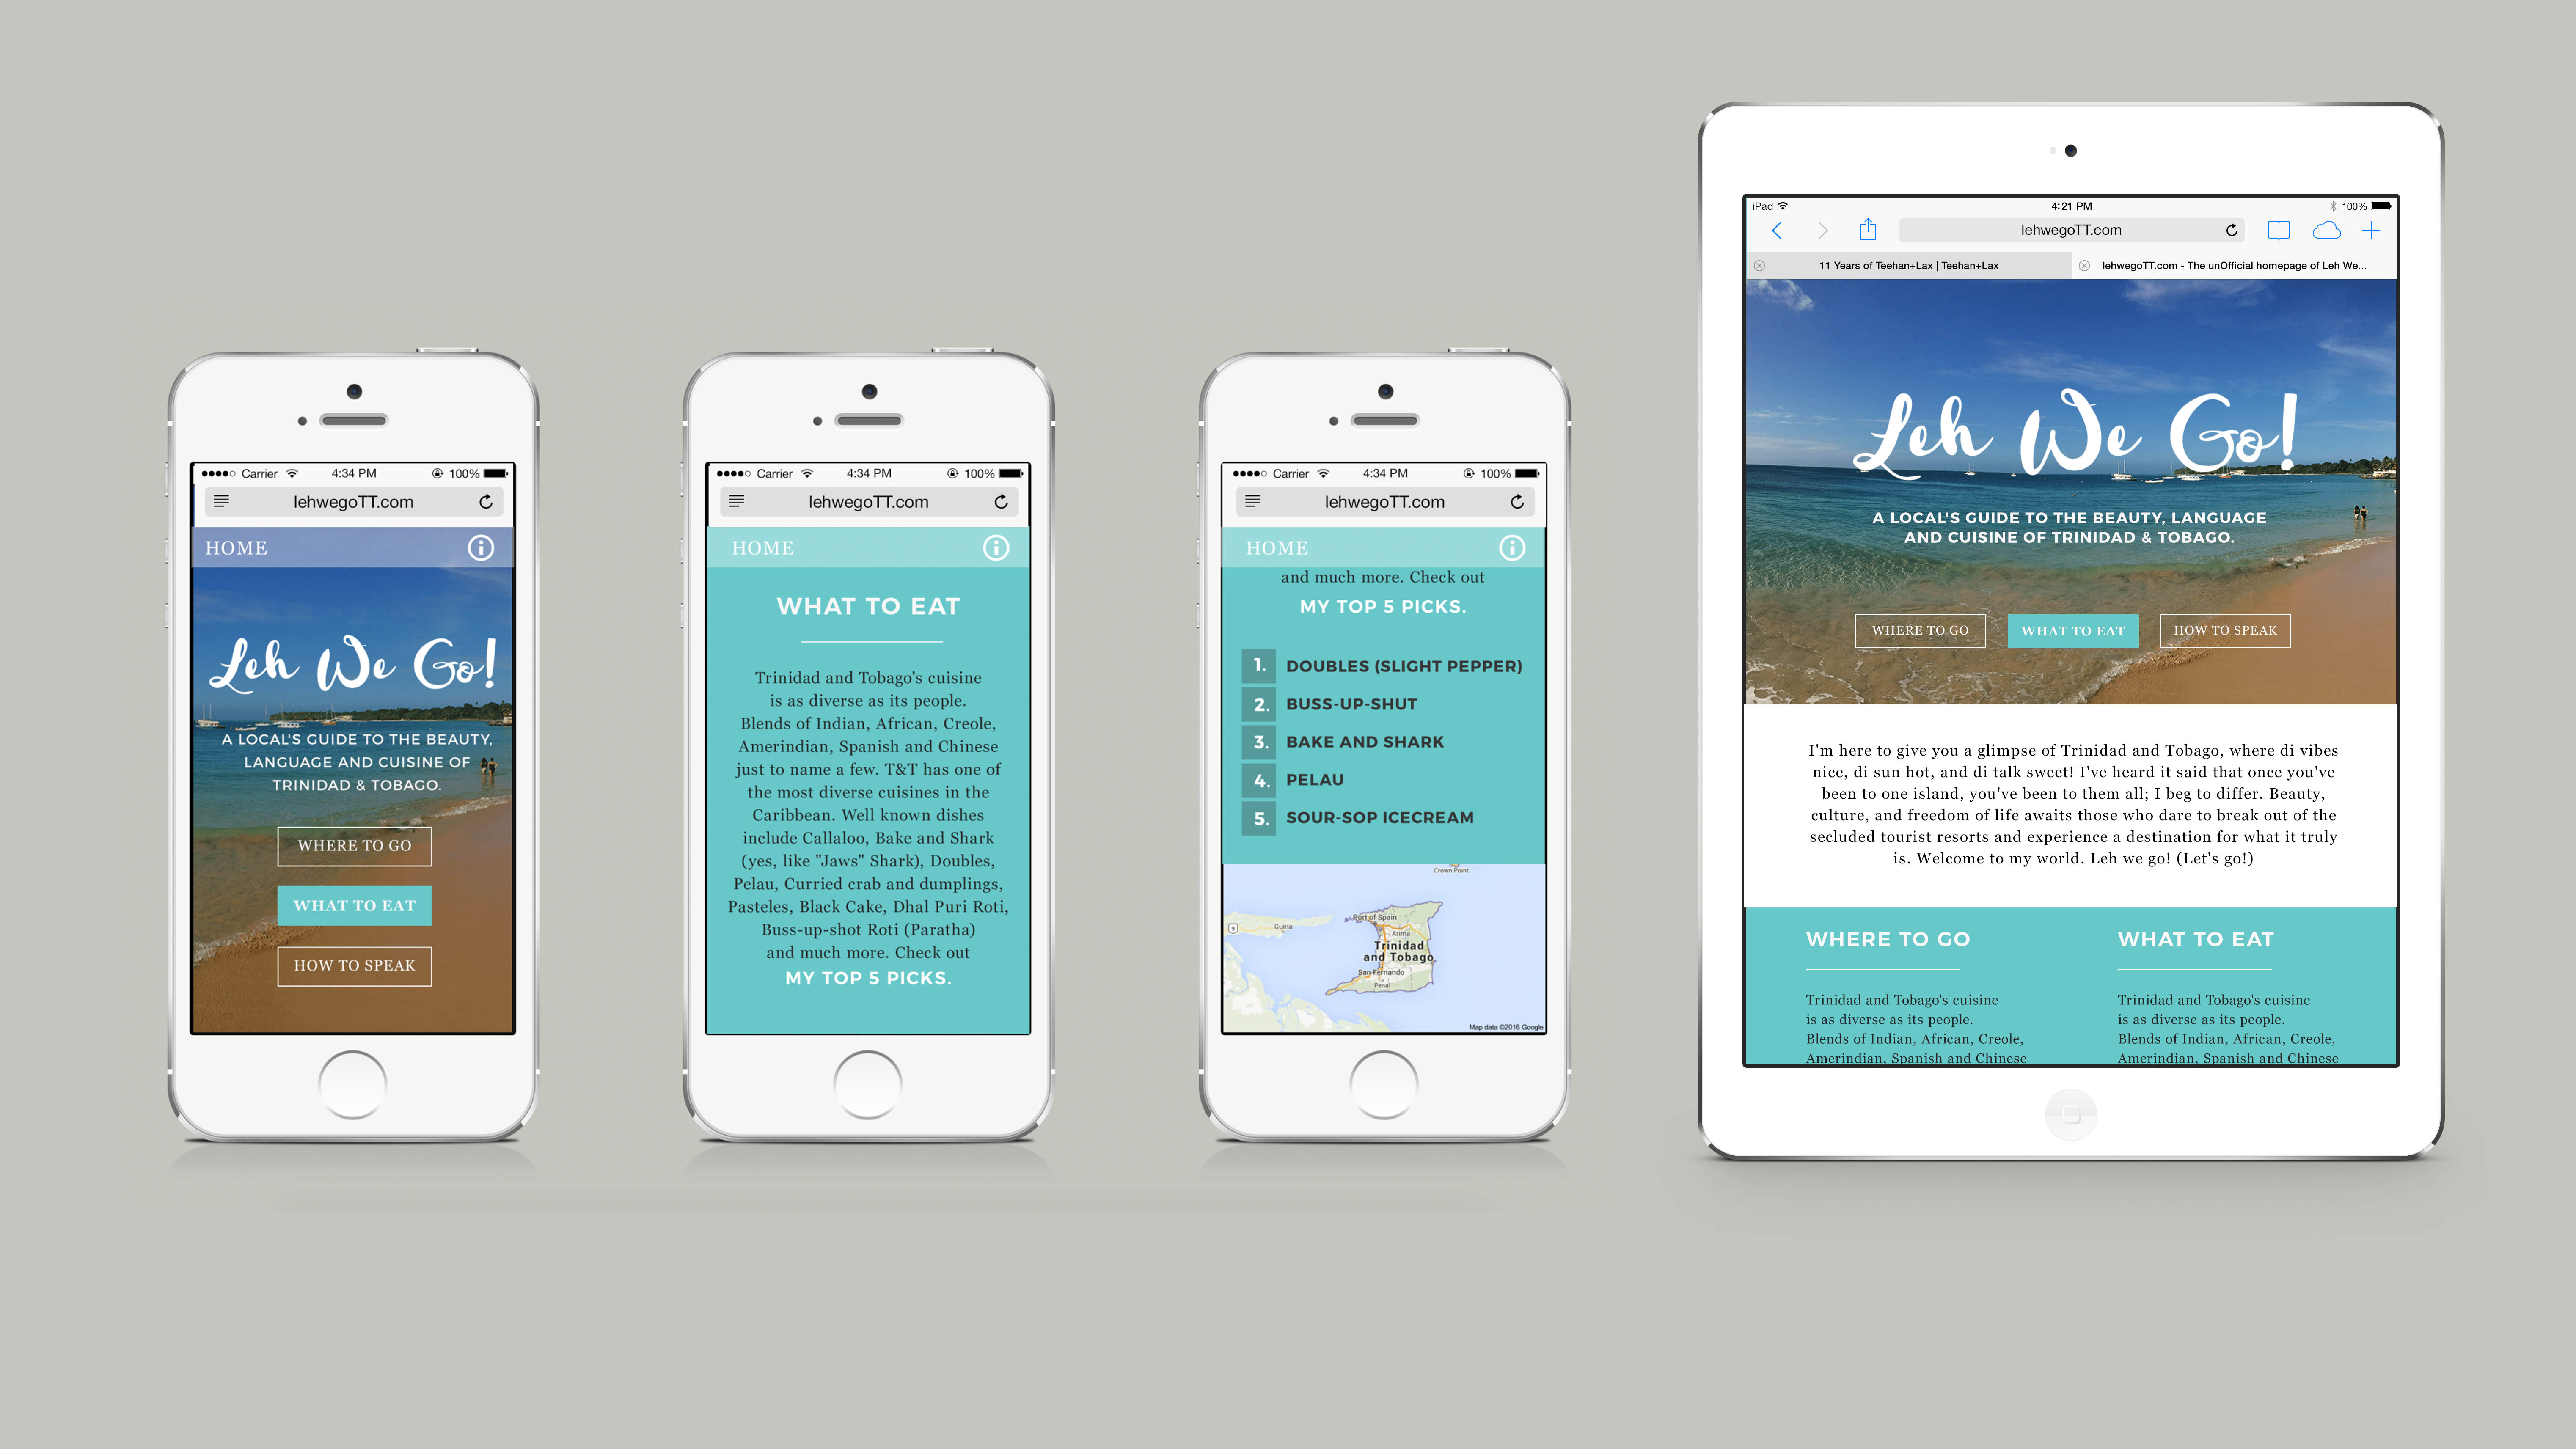 Carrier 4:34 PM 100%
lehwegoTT.com
HOME
Leh We Go!
A LOCAL'S GUIDE TO THE BEAUTY,
LANGUAGE AND CUISINE OF
TRINIDAD & TOBAGO.
WHERE TO GO
WHAT TO EAT
HOW TO SPEAK
Carrier 4:34 PM 100%
lehwegoTT.com
HOME
WHAT TO EAT
Trinidad and Tobago's cuisine
is as diverse as its people.
Blends of Indian, African, Creole,
Amerindian, Spanish and Chinese
just to name a few. T&T has one of
the most diverse cuisines in the
Caribbean. Well known dishes
include Callaloo, Bake and Shark
(yes, like "Jaws" Shark), Doubles,
Pelau, Curried crab and dumplings,
Pasteles, Black Cake, Dhal Puri Roti,
Buss-up-shot Roti (Paratha)
and much more. Check out
MY TOP 5 PICKS.
Carrier 4:34 PM 100%
lehwegoTT.com
HOME
and much more. Check out
MY TOP 5 PICKS.
1. DOUBLES (SLIGHT PEPPER)
2. BUSS-UP-SHUT
3. BAKE AND SHARK
4. PELAU
5. SOUR-SOP ICECREAM
Crown Point
Port of Spain
9 Guiria
Arima
Trinidad
and Tobago
San Fernando
Penal
Map data ©2016 Google
iPad 4:21 PM 100%
lehwegoTT.com
11 Years of Teehan+Lax | Teehan+Lax lehwegoTT.com - The unOfficial homepage of Leh We...
Leh We Go!
A LOCAL'S GUIDE TO THE BEAUTY, LANGUAGE
AND CUISINE OF TRINIDAD & TOBAGO.
WHERE TO GO WHAT TO EAT HOW TO SPEAK
I'm here to give you a glimpse of Trinidad and Tobago, where di vibes
nice, di sun hot, and di talk sweet! I've heard it said that once you've
been to one island, you've been to them all; I beg to differ. Beauty,
culture, and freedom of life awaits those who dare to break out of the
secluded tourist resorts and experience a destination for what it truly
is. Welcome to my world. Leh we go! (Let's go!)
WHERE TO GO
Trinidad and Tobago's cuisine
is as diverse as its people.
Blends of Indian, African, Creole,
Amerindian, Spanish and Chinese
WHAT TO EAT
Trinidad and Tobago's cuisine
is as diverse as its people.
Blends of Indian, African, Creole,
Amerindian, Spanish and Chinese